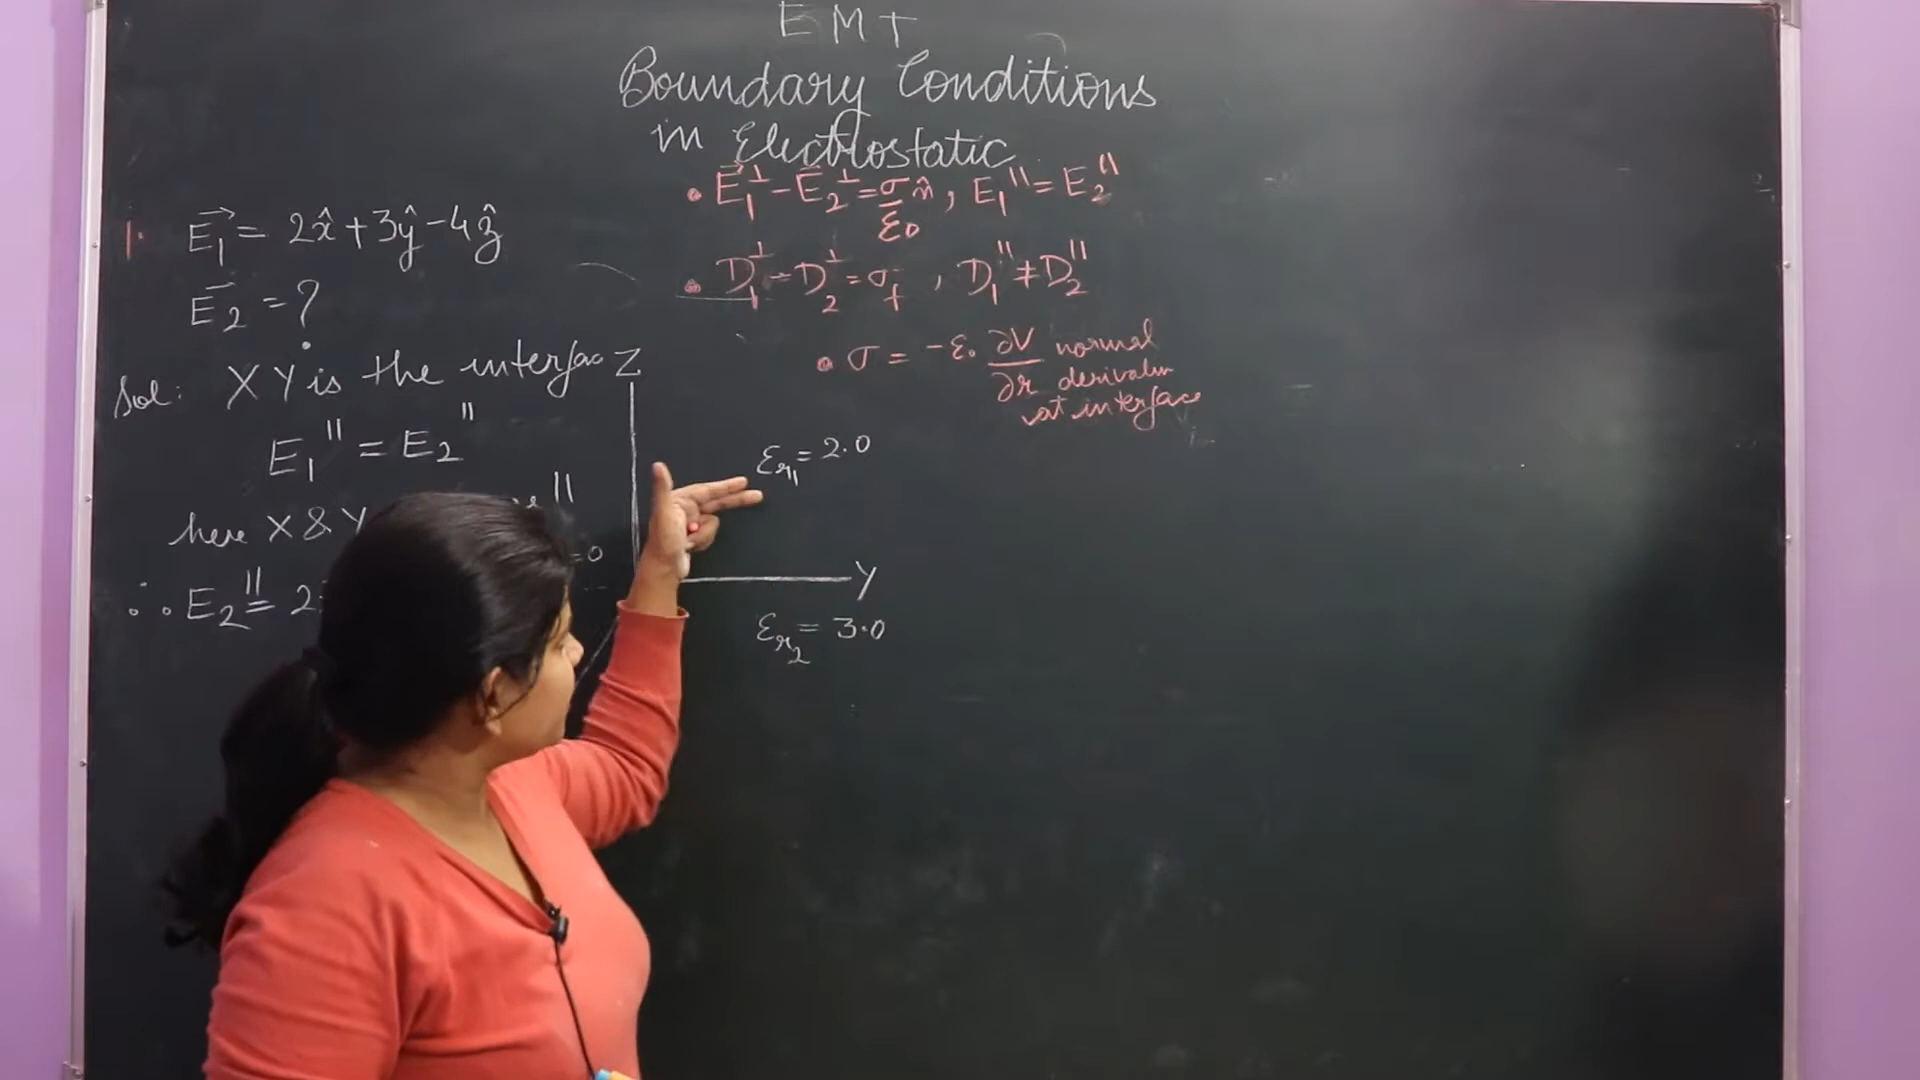 EMT
Boundary Conditions
in Electrostatic
• E₁⊥ - E₂⊥ = σ/ε₀ n̂, E₁'' = E₂''
• D₁⊥ - D₂⊥ = σf, D₁'' ≠ D₂''
• σ = -ε₀ ∂V/∂r normal
at interface
1. E₁ = 2x̂ + 3ŷ - 4ẑ
E₂ = ?
Sol: XY is the interfac
E₁'' = E₂''
here X & Y ''
=0
∴ E₂'' = 2
Z
εr₁ = 2.0
Y
εr₂ = 3.0